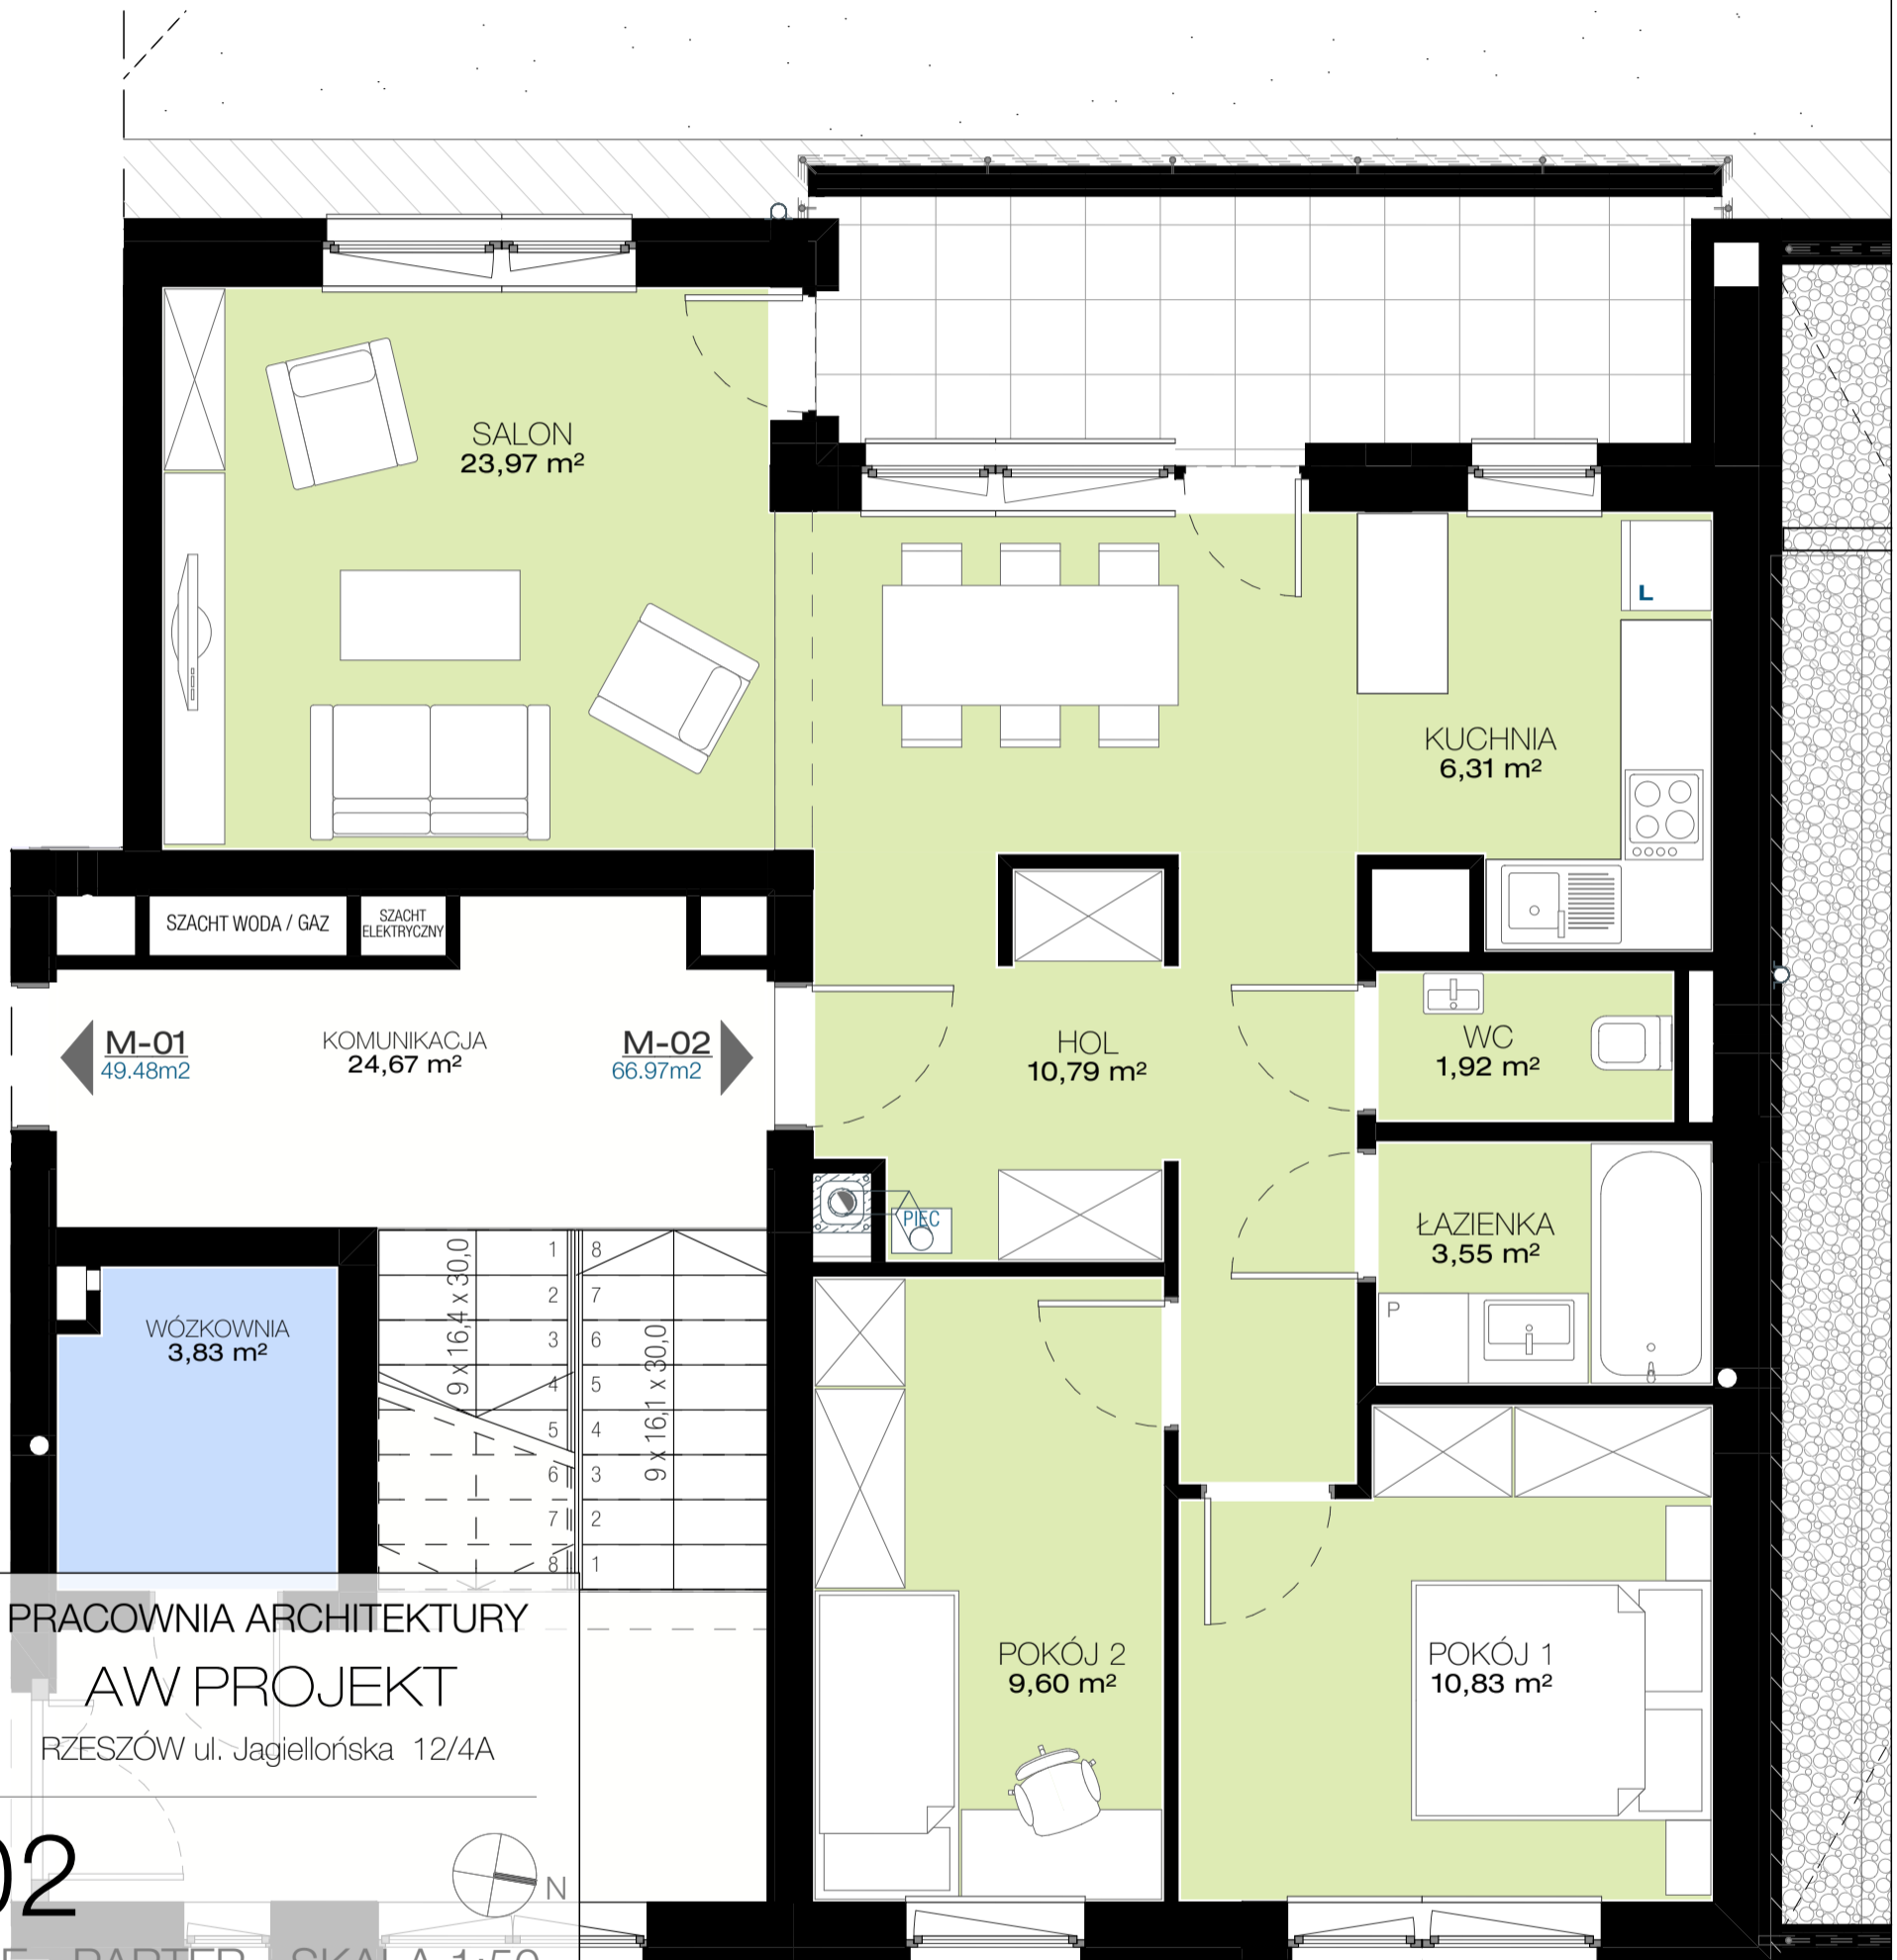 SALON
23,97 m²
L
KUCHNIA
6,31 m²
SZACHT WODA / GAZ
SZACHT
ELEKTRYCZNY
M-01
49.48m2
KOMUNIKACJA
24,67 m²
M-02
66.97m2
HOL
10,79 m²
WC
1,92 m²
PIEC
ŁAZIENKA
3,55 m²
P
WÓZKOWNIA
3,83 m²
9 x 16,4 x 30,0
9 x 16,1 x 30,0
1 8
2 7
3 6
4 5
5 4
6 3
7 2
8 1
POKÓJ 2
9,60 m²
POKÓJ 1
10,83 m²
PRACOWNIA ARCHITEKTURY
AW PROJEKT
RZESZÓW ul. Jagiellońska 12/4A
02
N
PARTER SKALA 1:50